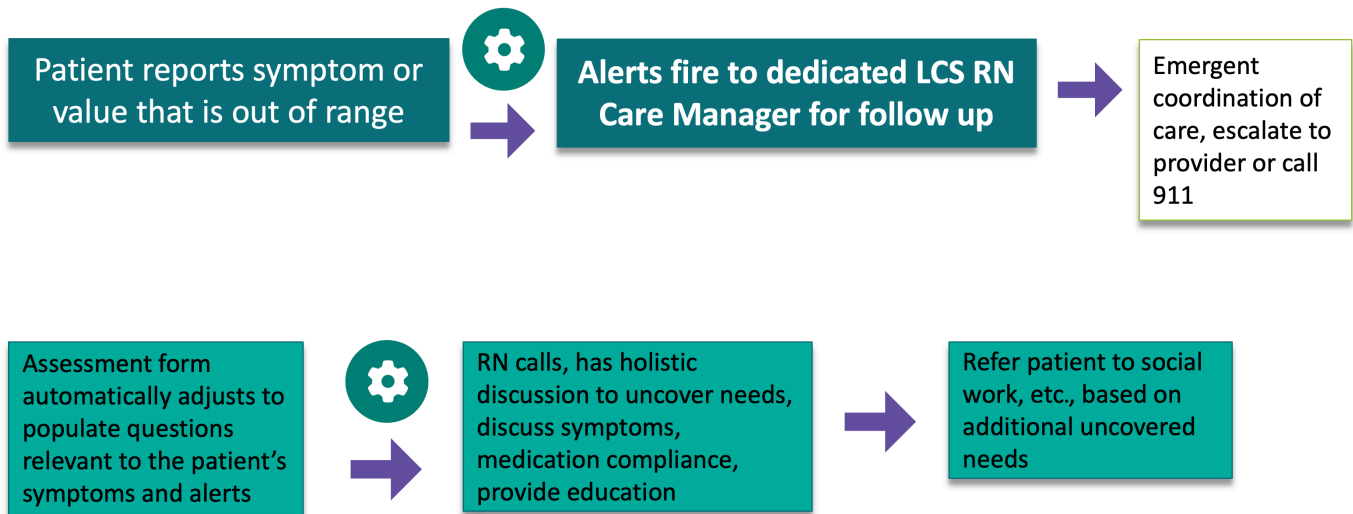 Patient reports symptom or
value that is out of range
Alerts fire to dedicated LCS RN
Care Manager for follow up
Emergent
coordination of
care, escalate to
provider or call
911
Assessment form
automatically adjusts to
populate questions
relevant to the patient’s
symptoms and alerts
RN calls, has holistic
discussion to uncover needs,
discuss symptoms,
medication compliance,
provide education
Refer patient to social
work, etc., based on
additional uncovered
needs